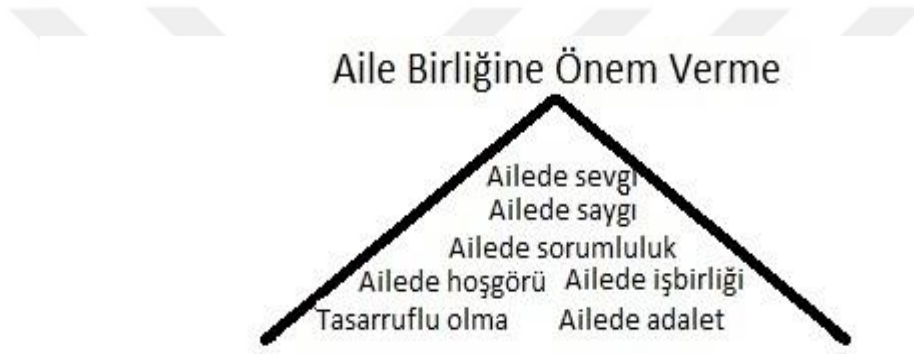 Aile Birliğine Önem Verme
Ailede sevgi
Ailede saygı
Ailede sorumluluk
Ailede hoşgörü Ailede işbirliği
Tasarruflu olma Ailede adalet